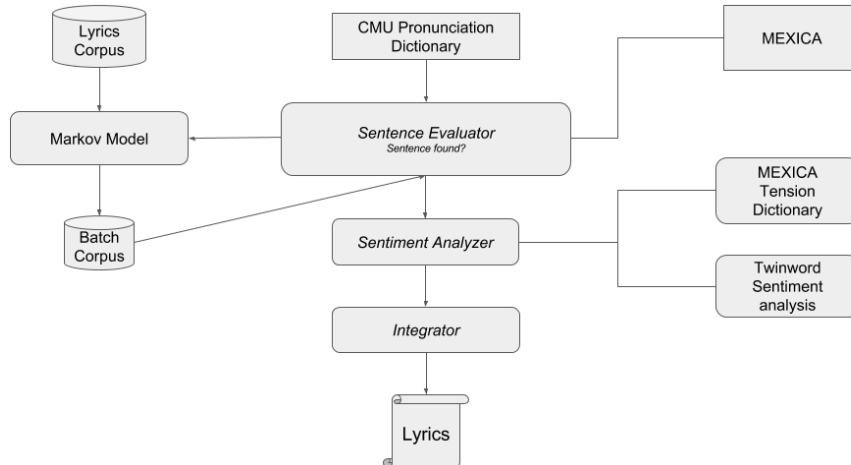 Lyrics
Corpus
CMU Pronunciation
Dictionary
MEXICA
Markov Model
Sentence Evaluator
Sentence found?
MEXICA
Tension
Dictionary
Batch
Corpus
Sentiment Analyzer
Twinword
Sentiment
analysis
Integrator
Lyrics